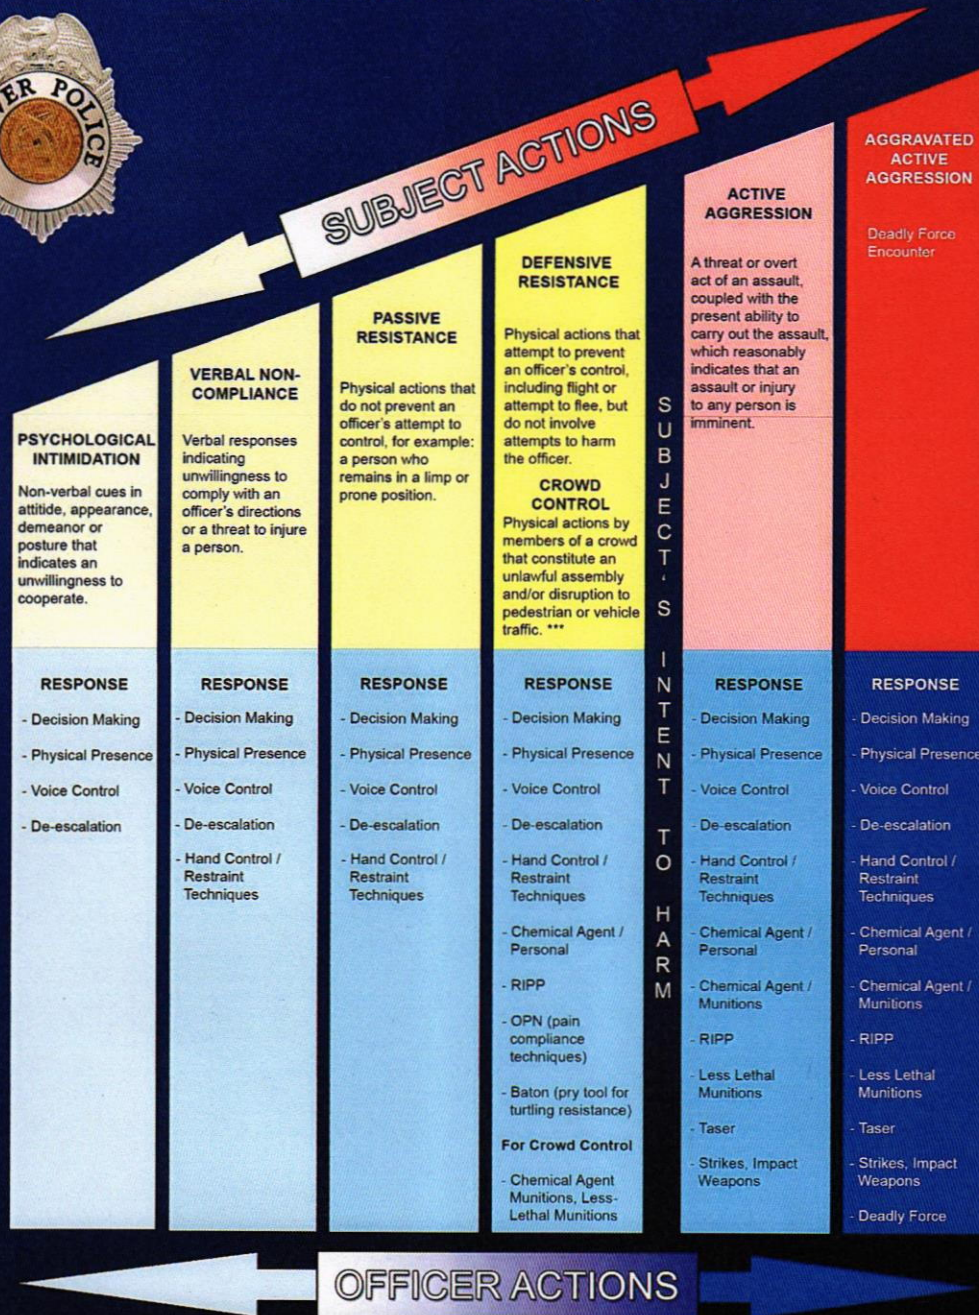 VER POLICE
SUBJECT ACTIONS
PSYCHOLOGICAL
INTIMIDATION
Non-verbal cues in
attitide, appearance,
demeanor or
posture that
indicates an
unwillingness to
cooperate.
VERBAL NON-
COMPLIANCE
Verbal responses
indicating
unwillingness to
comply with an
officer's directions
or a threat to injure
a person.
PASSIVE
RESISTANCE
Physical actions that
do not prevent an
officer's attempt to
control, for example:
a person who
remains in a limp or
prone position.
DEFENSIVE
RESISTANCE
Physical actions that
attempt to prevent
an officer's control,
including flight or
attempt to flee, but
do not involve
attempts to harm
the officer.
CROWD
CONTROL
Physical actions by
members of a crowd
that constitute an
unlawful assembly
and/or disruption to
pedestrian or vehicle
traffic. ***
SUBJECT‘S INTENT TO HARM
ACTIVE
AGGRESSION
A threat or overt
act of an assault,
coupled with the
present ability to
carry out the assault,
which reasonably
indicates that an
assault or injury
to any person is
imminent.
AGGRAVATED
ACTIVE
AGGRESSION
Deadly Force
Encounter
RESPONSE
- Decision Making
- Physical Presence
- Voice Control
- De-escalation
RESPONSE
- Decision Making
- Physical Presence
- Voice Control
- De-escalation
- Hand Control /
Restraint
Techniques
RESPONSE
- Decision Making
- Physical Presence
- Voice Control
- De-escalation
- Hand Control /
Restraint
Techniques
RESPONSE
- Decision Making
- Physical Presence
- Voice Control
- De-escalation
- Hand Control /
Restraint
Techniques
- Chemical Agent /
Personal
- RIPP
- OPN (pain
compliance
techniques)
- Baton (pry tool for
turtling resistance)
For Crowd Control
- Chemical Agent
Munitions, Less-
Lethal Munitions
RESPONSE
- Decision Making
- Physical Presence
- Voice Control
- De-escalation
- Hand Control /
Restraint
Techniques
- Chemical Agent /
Personal
- Chemical Agent /
Munitions
- RIPP
- Less Lethal
Munitions
- Taser
- Strikes, Impact
Weapons
RESPONSE
- Decision Making
- Physical Presence
- Voice Control
- De-escalation
- Hand Control /
Restraint
Techniques
- Chemical Agent /
Personal
- Chemical Agent /
Munitions
- RIPP
- Less Lethal
Munitions
- Taser
- Strikes, Impact
Weapons
- Deadly Force
OFFICER ACTIONS